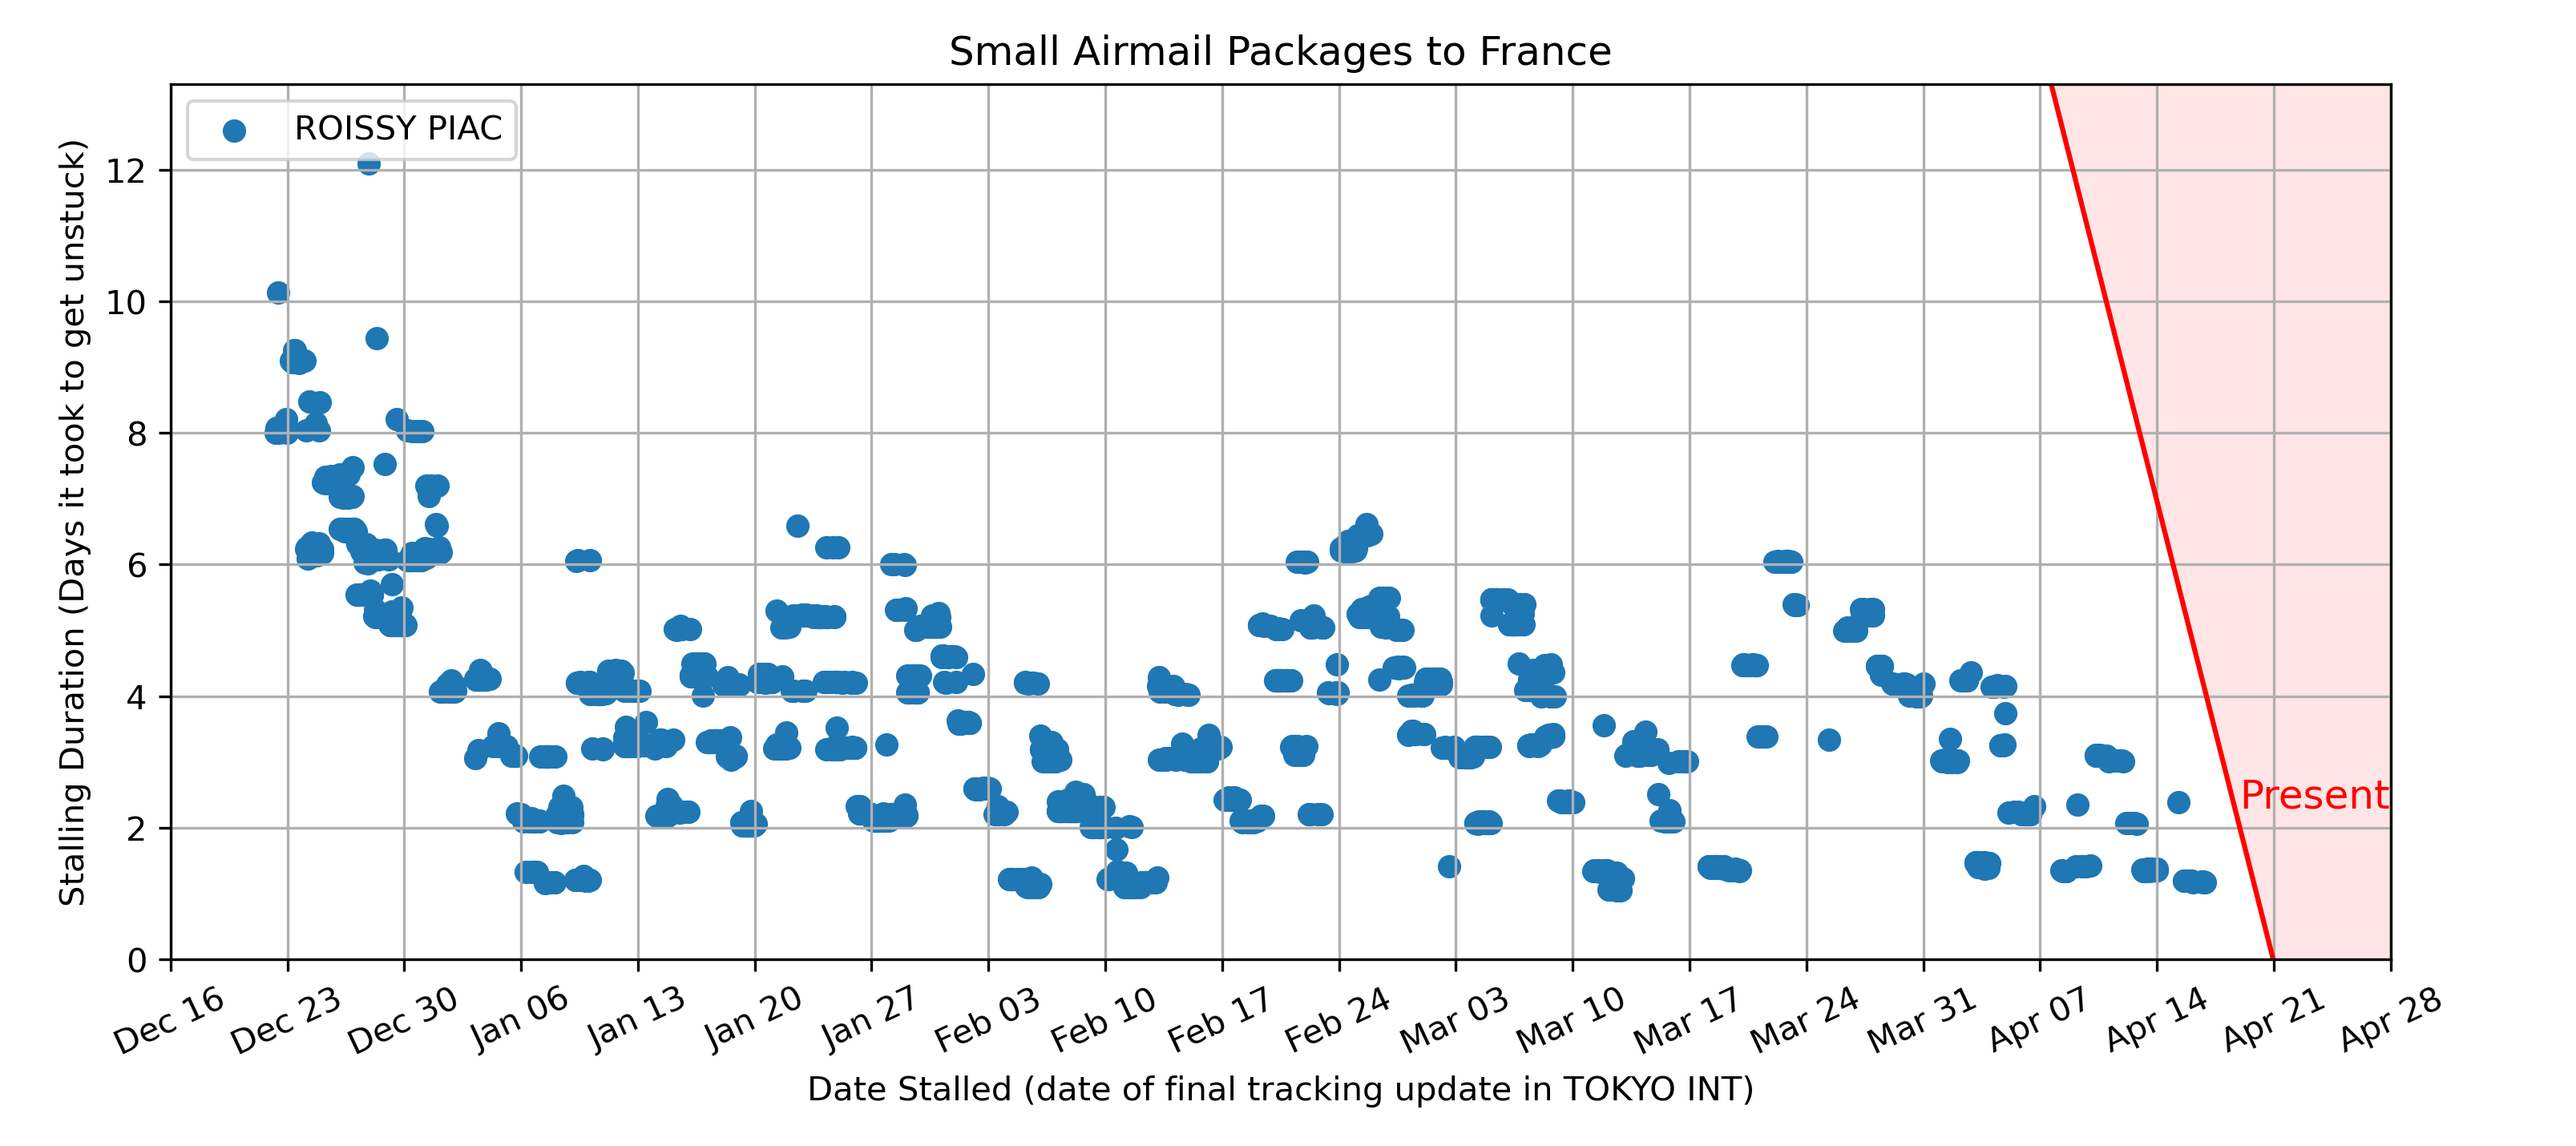 Small Airmail Packages to France
ROISSY PIAC
Stalling Duration (Days it took to get unstuck)
12
10
8
6
4
2
0
Present
Dec 16 Dec 23 Dec 30 Jan 06 Jan 13 Jan 20 Jan 27 Feb 03 Feb 10 Feb 17 Feb 24 Mar 03 Mar 10 Mar 17 Mar 24 Mar 31 Apr 07 Apr 14 Apr 21 Apr 28
Date Stalled (date of final tracking update in TOKYO INT)